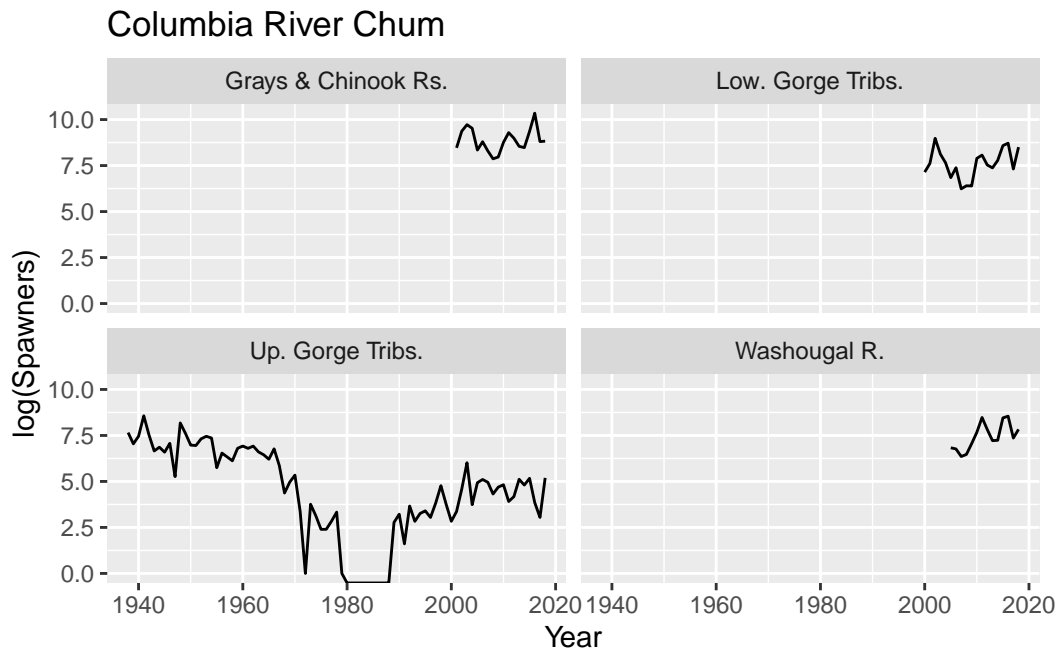 Columbia River Chum
Grays & Chinook Rs.
Low. Gorge Tribs.
10.0
7.5
5.0
2.5
0.0
log(Spawners)
Up. Gorge Tribs.
Washougal R.
10.0
7.5
5.0
2.5
0.0
1940 1960 1980 2000 2020 1940 1960 1980 2000 2020
Year